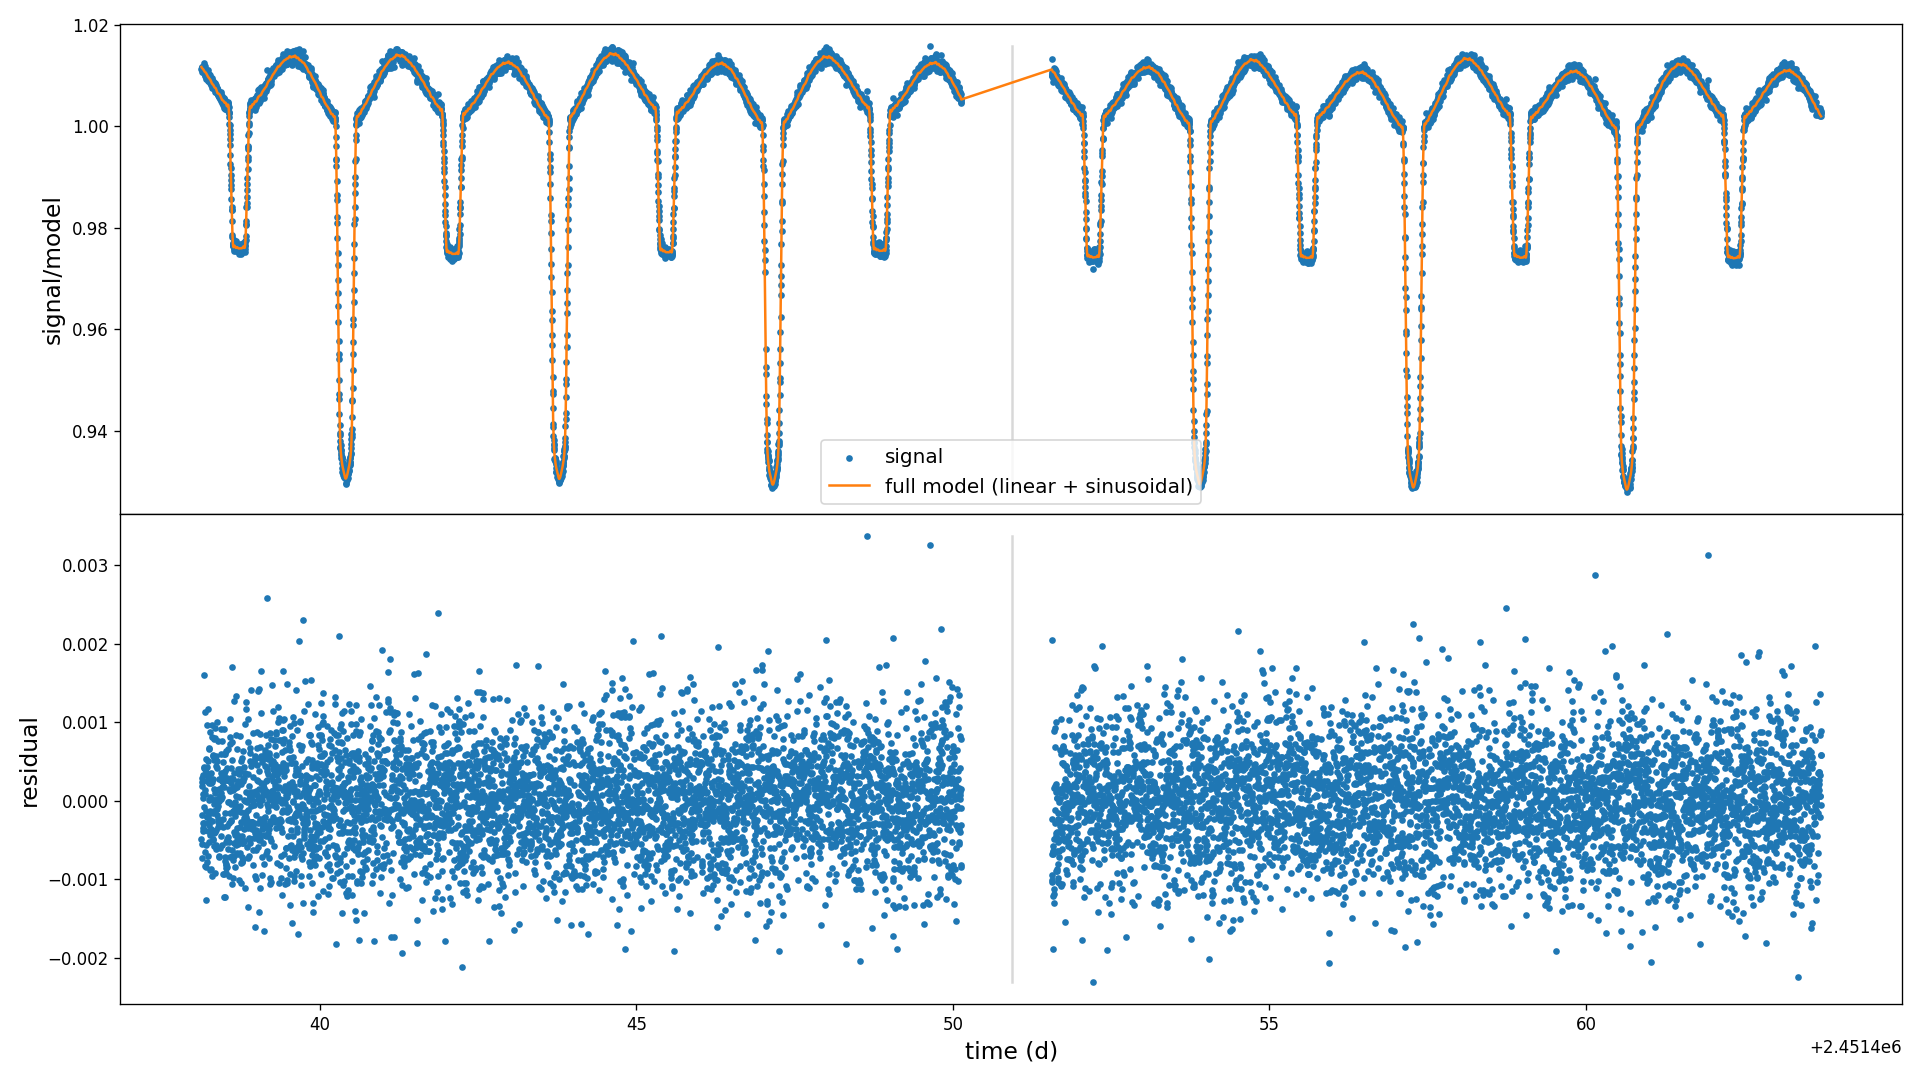 1.02
1.00
0.98
0.96
0.94
signal/model
signal
full model (linear + sinusoidal)
0.003
0.002
0.001
0.000
−0.001
−0.002
residual
40
45
50
55
60
time (d)
+2.4514e6